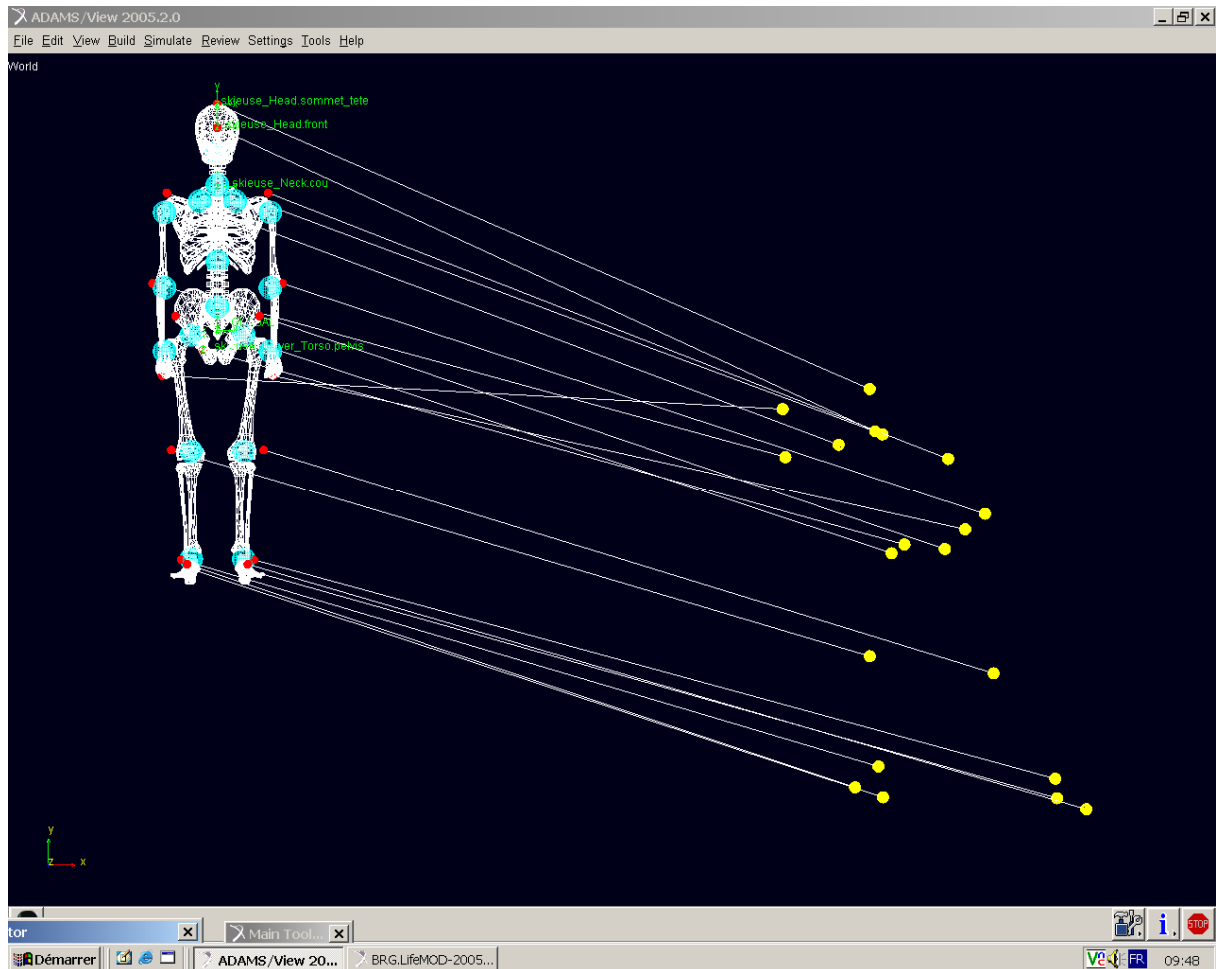 ADAMS/View 2005.2.0
File Edit View Build Simulate Review Settings Tools Help
World
y
skieuse_Head.sommet_tete
skieuse_Head.front
skieuse_Neck.cou
er_Torso.pelvis
y
z x
tor
Main Tool...
Démarrer
ADAMS/View 20...
BRG.LifeMOD-2005...
FR
09:48
i
STOP